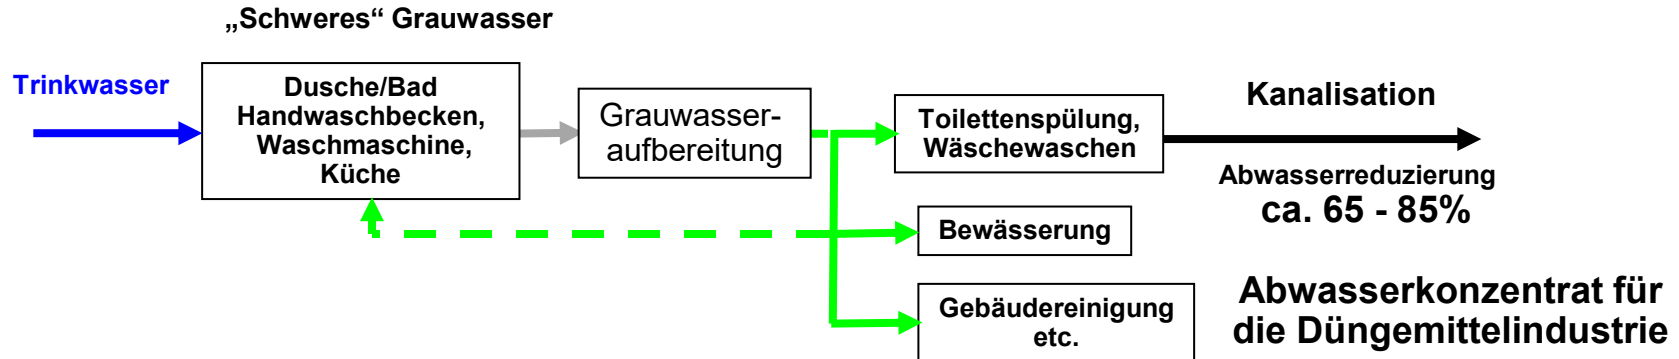 „Schweres“ Grauwasser
Trinkwasser
Dusche/Bad
Handwaschbecken,
Waschmaschine,
Küche
Grauwasser-
aufbereitung
Toilettenspülung,
Wäschewaschen
Kanalisation
Abwasserreduzierung
ca. 65 - 85%
Bewässerung
Gebäudereinigung
etc.
Abwasserkonzentrat für
die Düngemittelindustrie